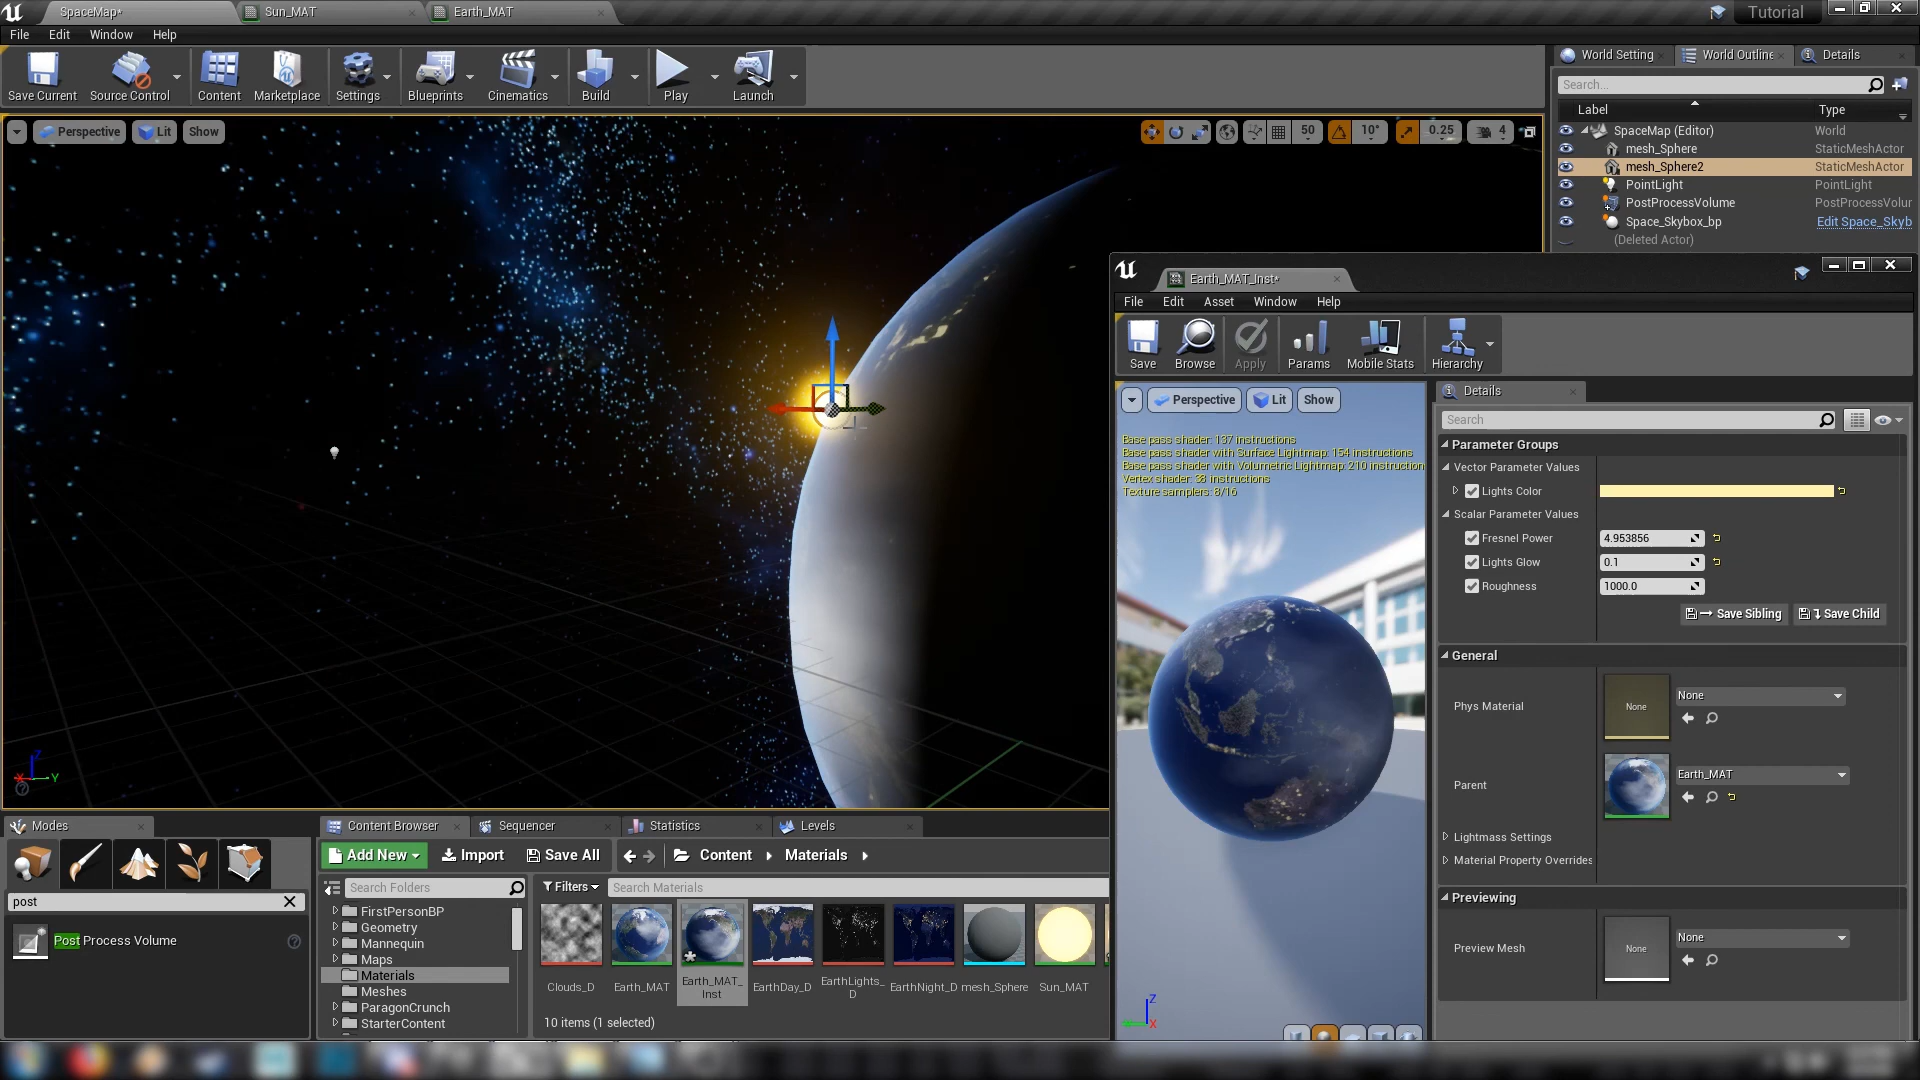 SpaceMap*
Sun_MAT
Earth_MAT
Tutorial
File Edit Window Help
Save Current
Source Control
Content
Marketplace
Settings
Blueprints
Cinematics
Build
Play
Launch
World Setting
World Outline
Details
Search...
Label Type
SpaceMap (Editor) World
mesh_Sphere StaticMeshActor
mesh_Sphere2 StaticMeshActor
PointLight PointLight
PostProcessVolume PostProcessVolur
Space_Skybox_bp Edit Space_Skyb
(Deleted Actor)
Perspective Lit Show
50 10° 0.25 4
Z
X Y
Earth_MAT_Inst*
File Edit Asset Window Help
Save Browse Apply Params Mobile Stats Hierarchy
Perspective Lit Show
Base pass shader: 137 instructions
Base pass shader with Surface Lightmap: 154 instructions
Base pass shader with Volumetric Lightmap: 210 instruction
Vertex shader: 38 instructions
Texture samplers: 8/16
Z
X
Details
Search
Parameter Groups
Vector Parameter Values
Lights Color
Scalar Parameter Values
Fresnel Power 4.953856
Lights Glow 0.1
Roughness 1000.0
Save Sibling Save Child
General
Phys Material None None
Parent Earth_MAT
Lightmass Settings
Material Property Overrides
Previewing
Preview Mesh None None
Modes
post
Post Process Volume
Content Browser
Sequencer
Statistics
Levels
Add New Import Save All Content Materials
Search Folders
Filters Search Materials
FirstPersonBP
Geometry
Mannequin
Maps
Materials
Meshes
ParagonCrunch
StarterContent
Clouds_D
Earth_MAT
Earth_MAT_
Inst
EarthDay_D
EarthLights_
D
EarthNight_D
mesh_Sphere
Sun_MAT
10 items (1 selected)